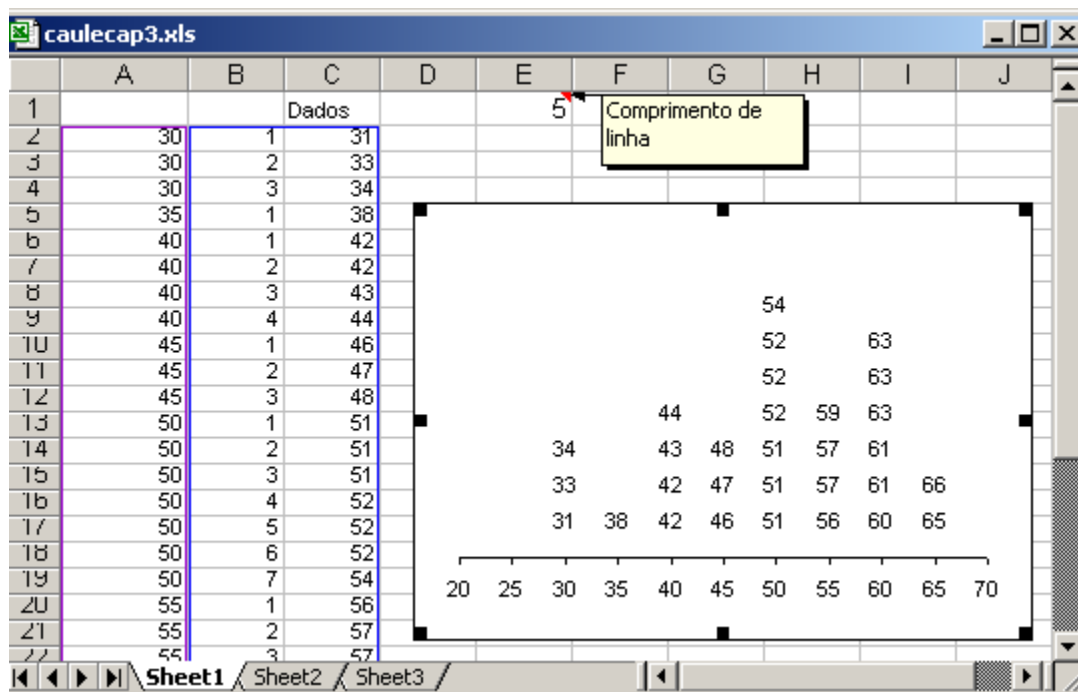 caulecap3.xls
A B C D E F G H I J
1 Dados 5 Comprimento de
linha
2 30 1 31
3 30 2 33
4 30 3 34
5 35 1 38
6 40 1 42
7 40 2 42
8 40 3 43
9 40 4 44
10 45 1 46
11 45 2 47
12 45 3 48
13 50 1 51
14 50 2 51
15 50 3 51
16 50 4 52
17 50 5 52
18 50 6 52
19 50 7 54
20 55 1 56
21 55 2 57
22 55 3 57
54
52 63
52 63
44 52 59 63
34 43 48 51 57 61
33 42 47 51 57 61 66
31 38 42 46 51 56 60 65
20 25 30 35 40 45 50 55 60 65 70
Sheet1 Sheet2 Sheet3